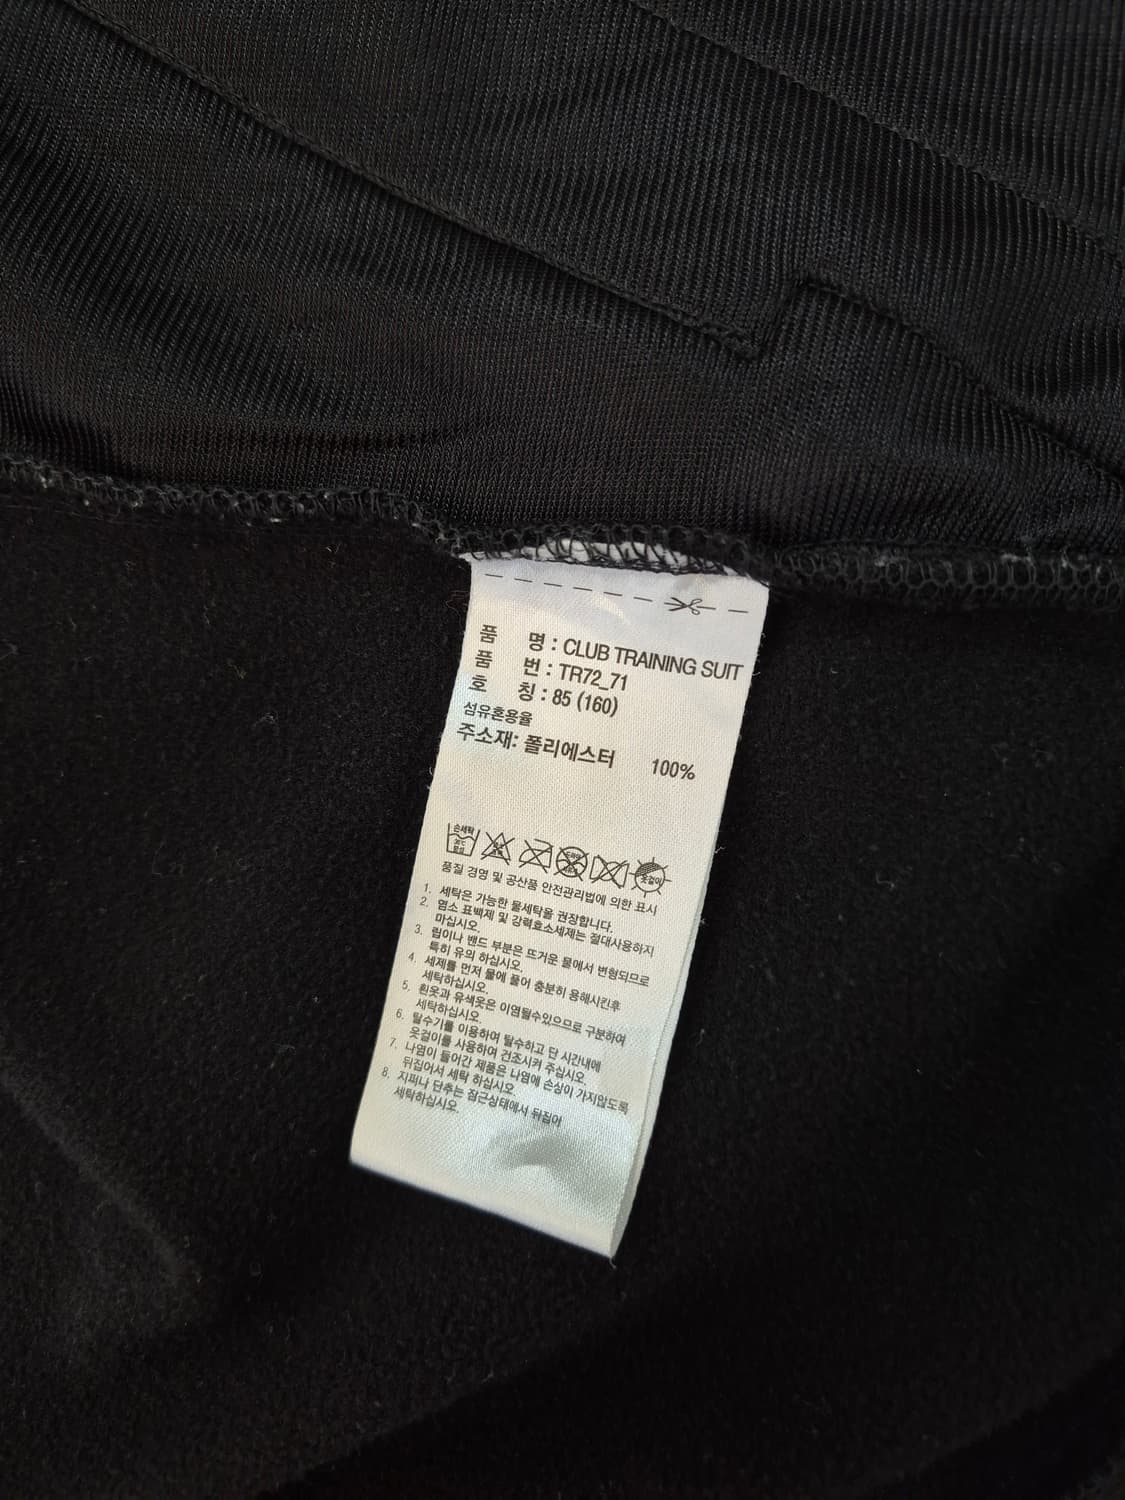 품 명 : CLUB TRAINING SUIT
품 번 : TR72_71
호 칭 : 85 (160)
섬유혼용율
주소재: 폴리에스터 100%
손세탁
30℃
중성
옷걸이
품질 경영 및 공산품 안전관리법에 의한 표시
1. 세탁은 가능한 물세탁을 권장합니다.
2. 염소 표백제 및 강력효소세제는 절대사용하지
마십시오.
3. 립이나 밴드 부분은 뜨거운 물에서 변형되므로
특히 유의 하십시오.
4. 세제를 먼저 물에 풀어 충분히 용해시킨후
세탁하십시오.
5. 흰옷과 유색옷은 이염될수있으므로 구분하여
세탁하십시오.
6. 탈수기를 이용하여 탈수하고 단 시간내에
옷걸이를 사용하여 건조시켜 주십시오.
7. 나염이 들어간 제품은 나염에 손상이 가지않도록
뒤집어서 세탁 하십시오.
8. 지퍼나 단추는 잠근상태에서 뒤집어
세탁하십시오.